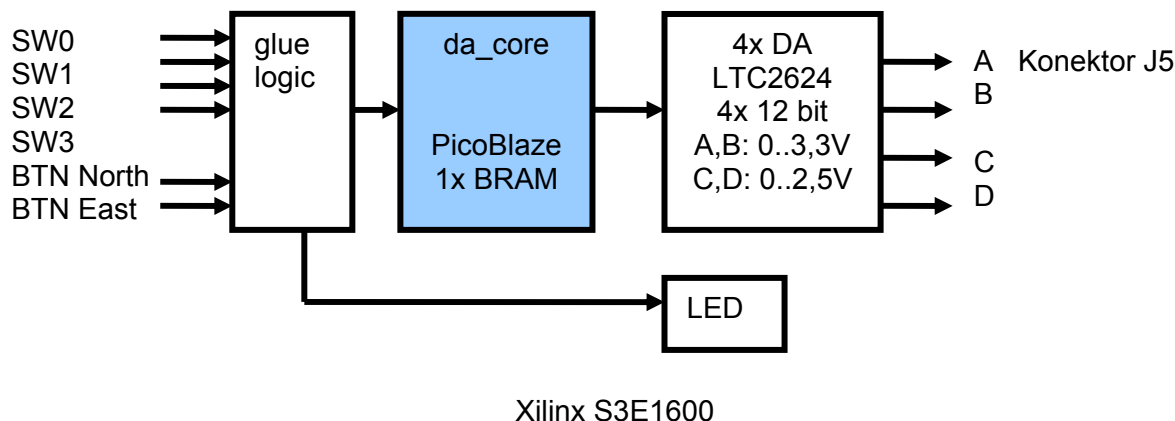 SW0
SW1
SW2
SW3
BTN North
BTN East
glue
logic
da_core
PicoBlaze
1x BRAM
4x DA
LTC2624
4x 12 bit
A,B: 0..3,3V
C,D: 0..2,5V
A Konektor J5
B
C
D
LED
Xilinx S3E1600